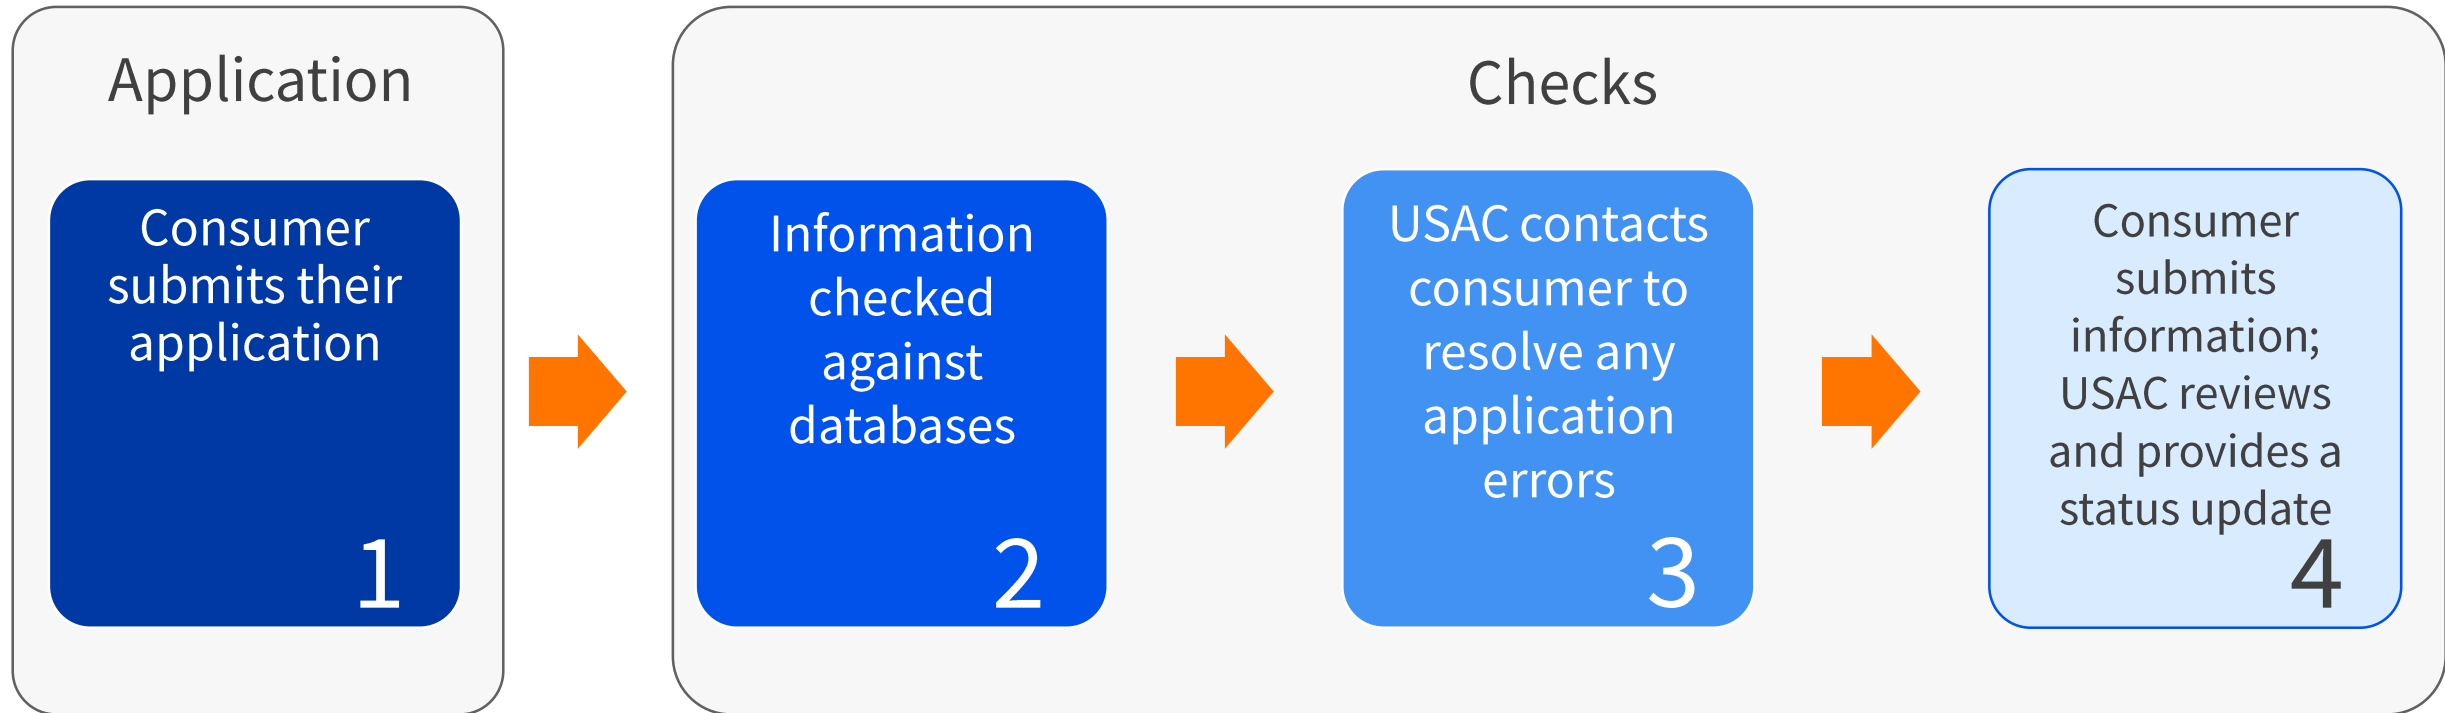 Application
Consumer
submits their
application
1
Checks
Information
checked
against
databases
2
USAC contacts
consumer to
resolve any
application
errors
3
Consumer
submits
information;
USAC reviews
and provides a
status update
4